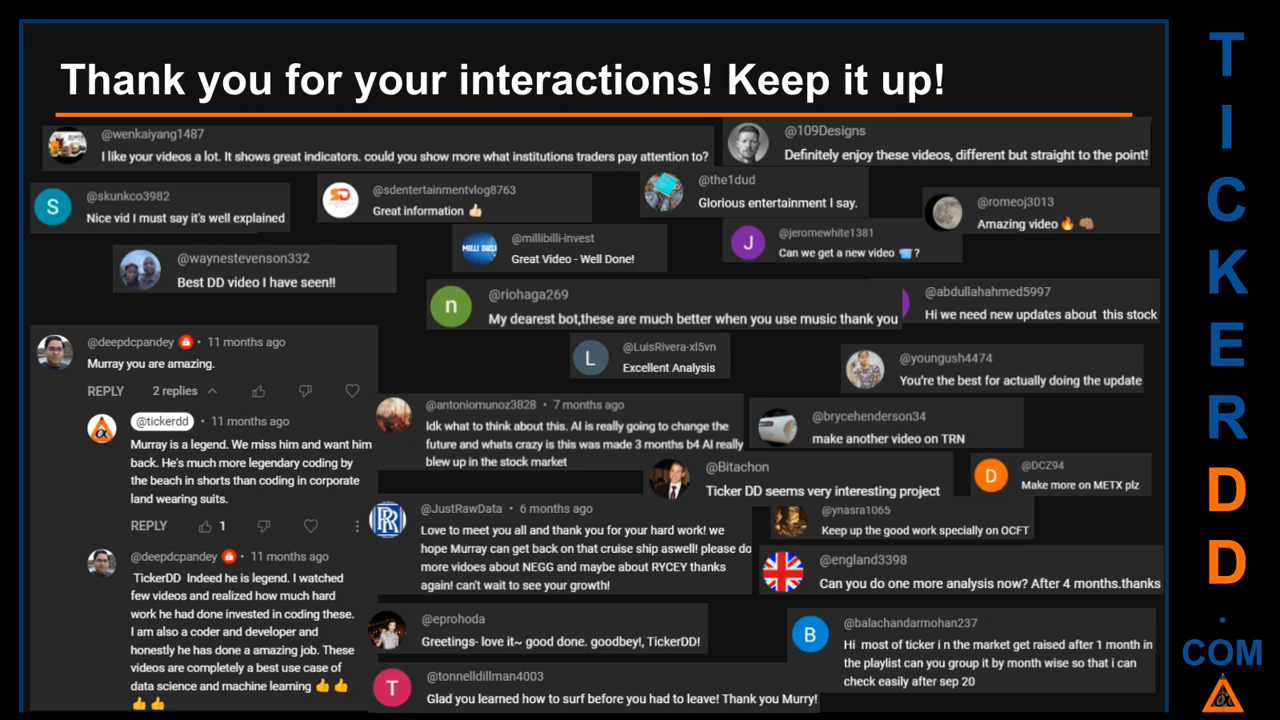 Thank you for your interactions! Keep it up!
@wenkaiyang1487
I like your videos a lot. It shows great indicators. could you show more what institutions traders pay attention to?
@109Designs
Definitely enjoy these videos, different but straight to the point!
@skunkco3982
Nice vid I must say it's well explained
@sdentertainmentvlog8763
Great information 👍🏼
@the1dud
Glorious entertainment I say.
@romeoj3013
Amazing video 🔥 👊🏽
@millibilli-invest
Great Video - Well Done!
MILLI BILLI
@jeromewhite1381
Can we get a new video ?
J
S
SD
@waynestevenson332
Best DD video I have seen!!
n
@riohaga269
My dearest bot,these are much better when you use music thank you
@abdullahahmed5997
Hi we need new updates about this stock
L
@LuisRivera-xl5vn
Excellent Analysis
@youngush4474
You're the best for actually doing the update
@deepdcpandey • 11 months ago
Murray you are amazing.
REPLY 2 replies
@tickerdd • 11 months ago
Murray is a legend. We miss him and want him
back. He's much more legendary coding by
the beach in shorts than coding in corporate
land wearing suits.
REPLY 1
@deepdcpandey • 11 months ago
TickerDD Indeed he is legend. I watched
few videos and realized how much hard
work he had done invested in coding these.
I am also a coder and developer and
honestly he has done a amazing job. These
videos are completely a best use case of
data science and machine learning 👍 👍
👍 👍
@antoniomunoz3828 • 7 months ago
Idk what to think about this. AI is really going to change the
future and whats crazy is this was made 3 months b4 AI really
blew up in the stock market
@brycehenderson34
make another video on TRN
@Bitachon
Ticker DD seems very interesting project
D
@DCZ94
Make more on METX plz
@JustRawData • 6 months ago
Love to meet you all and thank you for your hard work! we
hope Murray can get back on that cruise ship aswell! please do
more vidoes about NEGG and maybe about RYCEY thanks
again! can't wait to see your growth!
@ynasra1065
Keep up the good work specially on OCFT
@england3398
Can you do one more analysis now? After 4 months.thanks
@eprohoda
Greetings- love it~ good done. goodbey!, TickerDD!
B
@balachandarmohan237
Hi most of ticker i n the market get raised after 1 month in
the playlist can you group it by month wise so that i can
check easily after sep 20
T
@tonnelldillman4003
Glad you learned how to surf before you had to leave! Thank you Murry!
T
I
C
K
E
R
D
D
.
COM